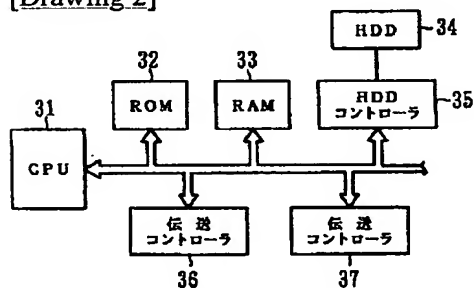 [Drawing 2]
HDD
34
32
33
ROM
RAM
HDD
コントローラ
35
31
CPU
伝送
コントローラ
36
伝送
コントローラ
37